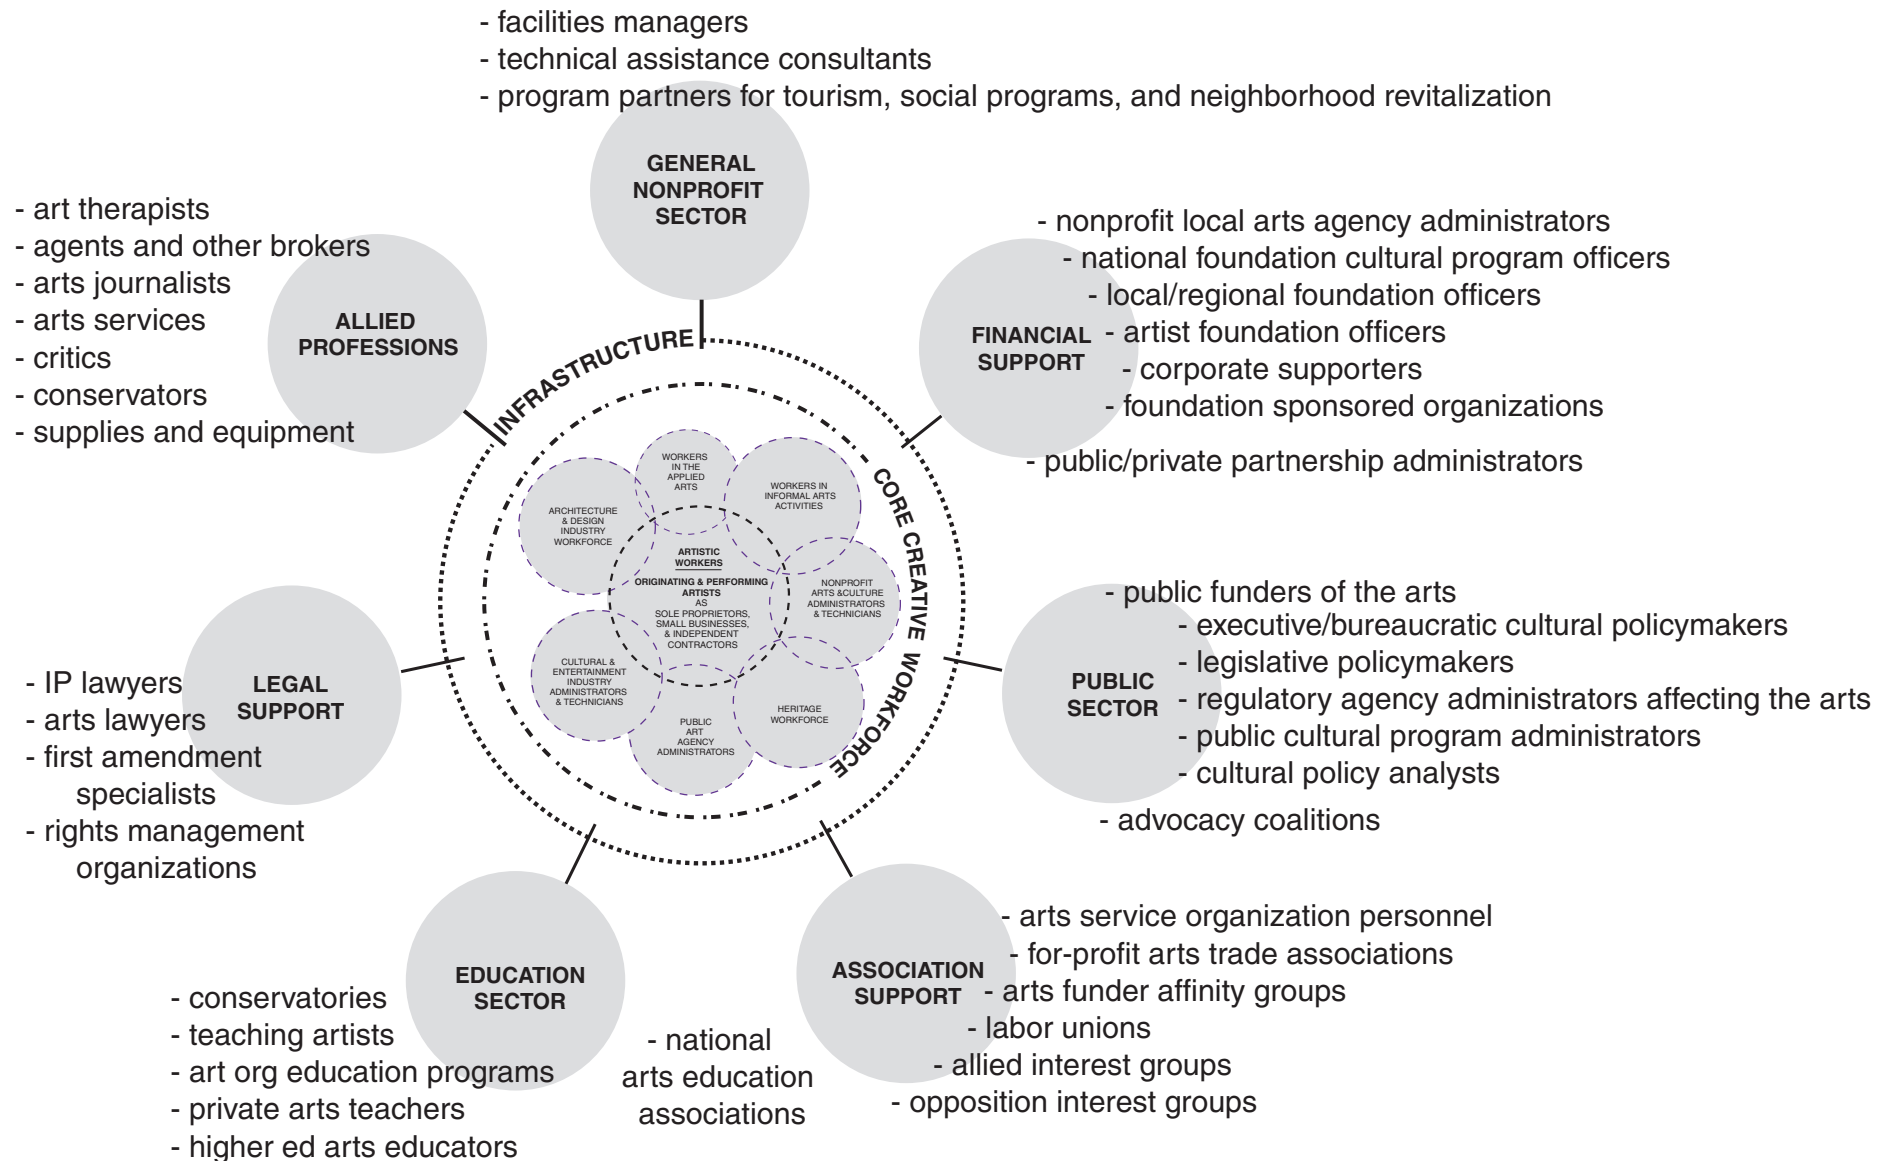 - facilities managers
- technical assistance consultants
- program partners for tourism, social programs, and neighborhood revitalization
GENERAL
NONPROFIT
SECTOR
- art therapists
- agents and other brokers
- arts journalists
- arts services
- critics
- conservators
- supplies and equipment
ALLIED
PROFESSIONS
- nonprofit local arts agency administrators
- national foundation cultural program officers
- local/regional foundation officers
- artist foundation officers
- corporate supporters
- foundation sponsored organizations
- public/private partnership administrators
FINANCIAL
SUPPORT
INFRASTRUCTURE
CORE CREATIVE WORKFORCE
WORKERS
IN THE
APPLIED
ARTS
WORKERS IN
INFORMAL ARTS
ACTIVITIES
ARCHITECTURE
& DESIGN
INDUSTRY
WORKFORCE
ARTISTIC
WORKERS
ORIGINATING & PERFORMING
ARTISTS
AS
SOLE PROPRIETORS,
SMALL BUSINESSES,
& INDEPENDENT
CONTRACTORS
NONPROFIT
ARTS &CULTURE
ADMINISTRATORS
& TECHNICIANS
CULTURAL &
ENTERTAINMENT
INDUSTRY
ADMINISTRATORS
& TECHNICIANS
PUBLIC
ART
AGENCY
ADMINISTRATORS
HERITAGE
WORKFORCE
- IP lawyers
- arts lawyers
- first amendment
specialists
- rights management
organizations
LEGAL
SUPPORT
- public funders of the arts
- executive/bureaucratic cultural policymakers
- legislative policymakers
- regulatory agency administrators affecting the arts
- public cultural program administrators
- cultural policy analysts
- advocacy coalitions
PUBLIC
SECTOR
EDUCATION
SECTOR
- conservatories
- teaching artists
- art org education programs
- private arts teachers
- higher ed arts educators
- national
arts education
associations
ASSOCIATION
SUPPORT
- arts service organization personnel
- for-profit arts trade associations
- arts funder affinity groups
- labor unions
- allied interest groups
- opposition interest groups